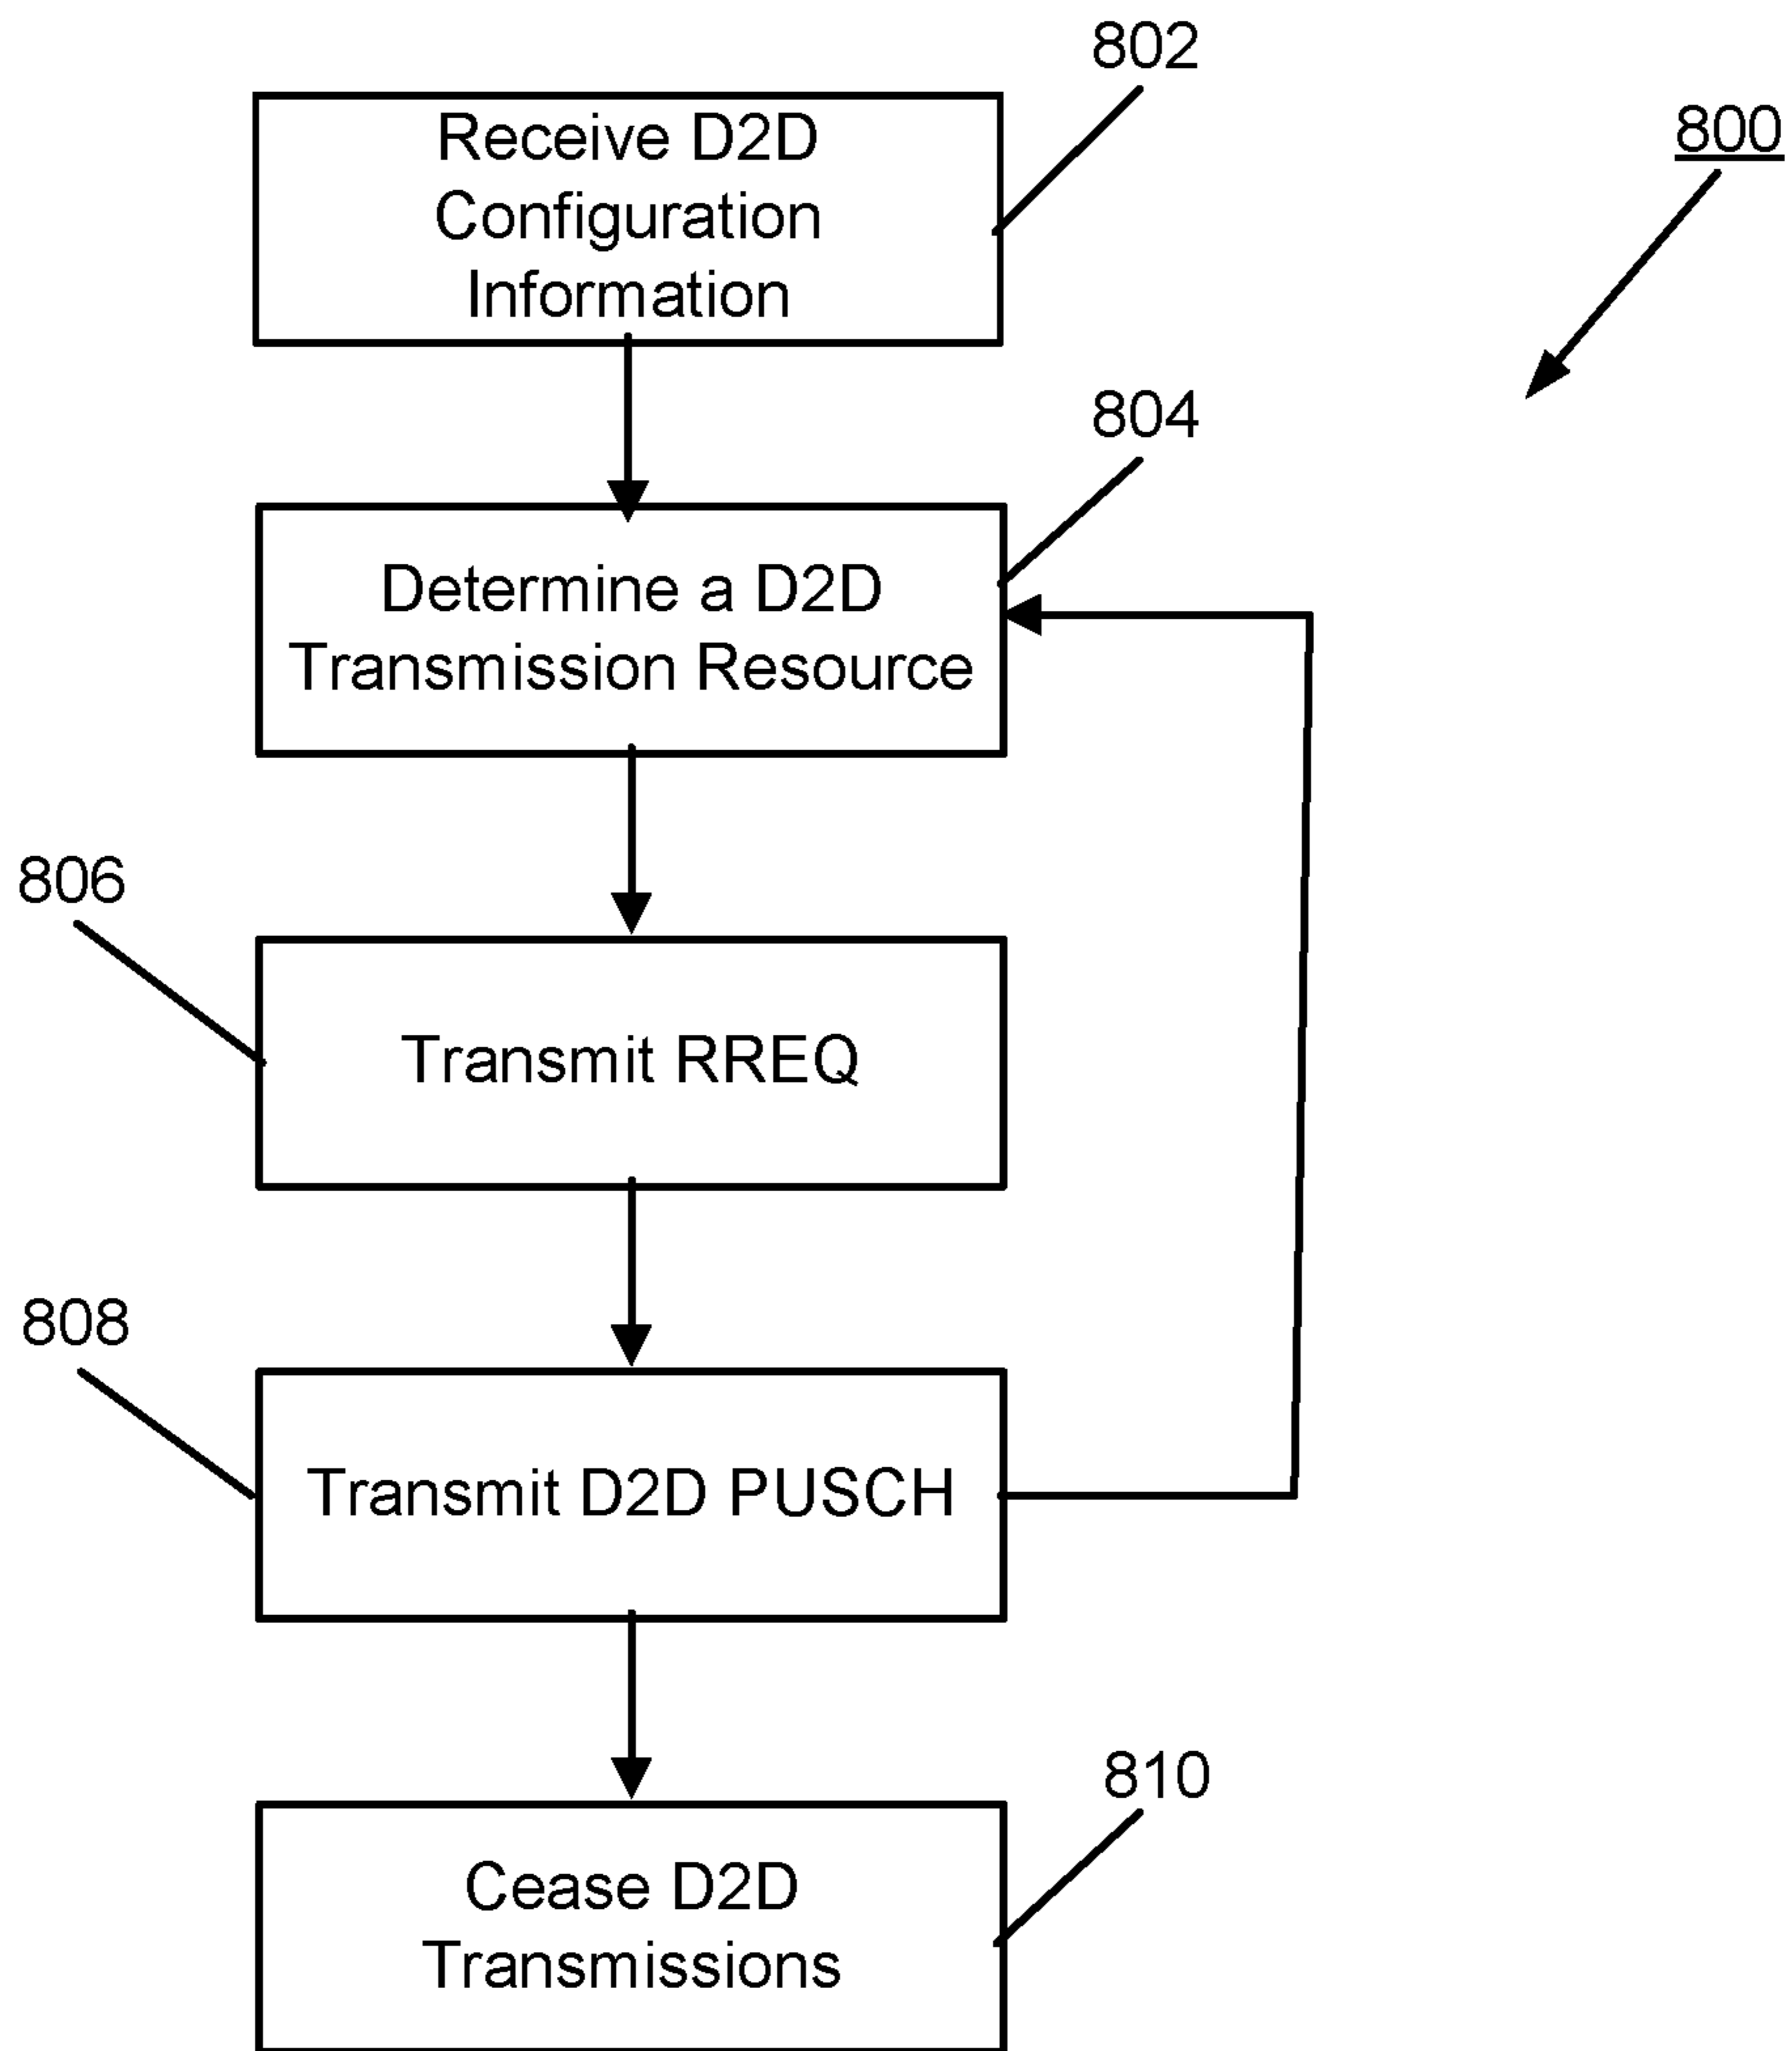 802
800
Receive D2D
Configuration
Information
804
Determine a D2D
Transmission Resource
806
Transmit RREQ
808
Transmit D2D PUSCH
810
Cease D2D
Transmissions